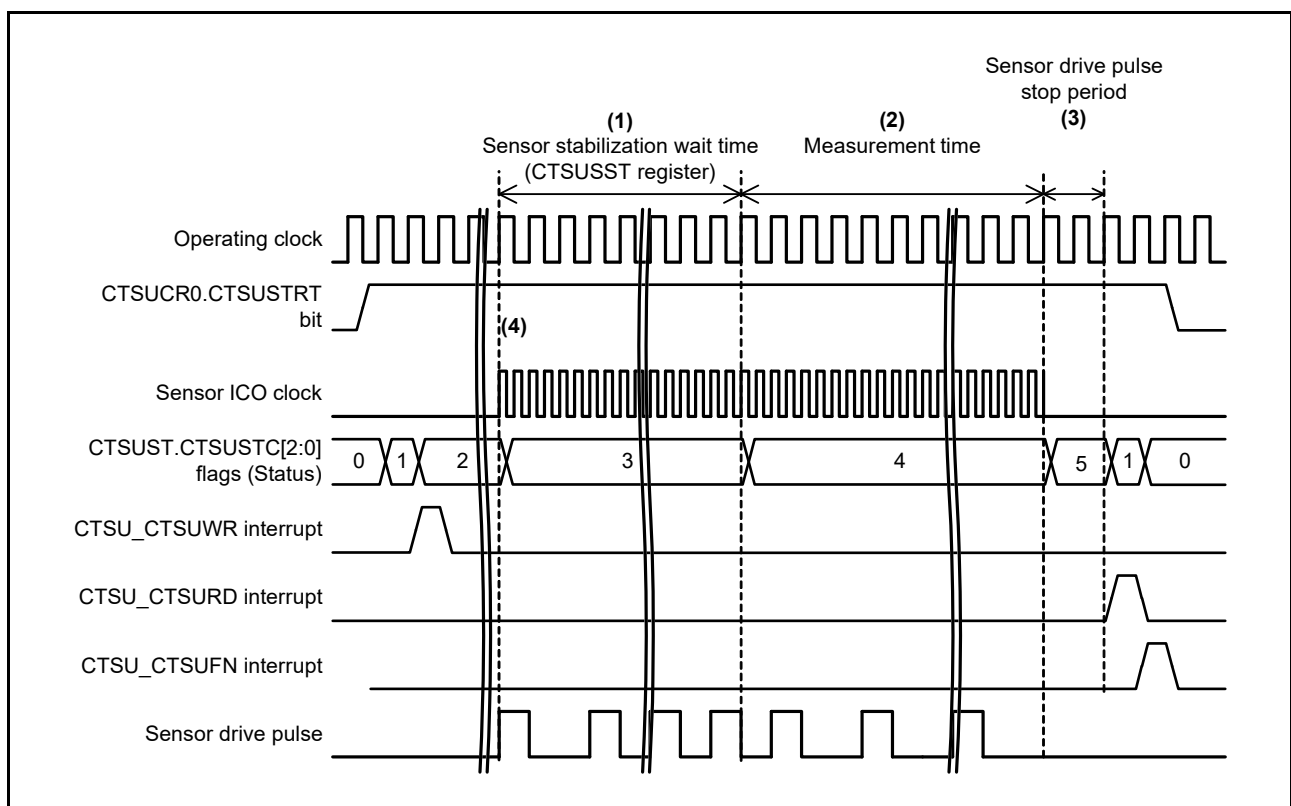 Sensor drive pulse
stop period
(3)
(1)
Sensor stabilization wait time
(CTSUSST register)
(2)
Measurement time
Operating clock
CTSUCR0.CTSUSTRT
bit
(4)
Sensor ICO clock
CTSUST.CTSUSTC[2:0]
flags (Status)
0 1 2 3 4 5 1 0
CTSU_CTSUWR interrupt
CTSU_CTSURD interrupt
CTSU_CTSUFN interrupt
Sensor drive pulse